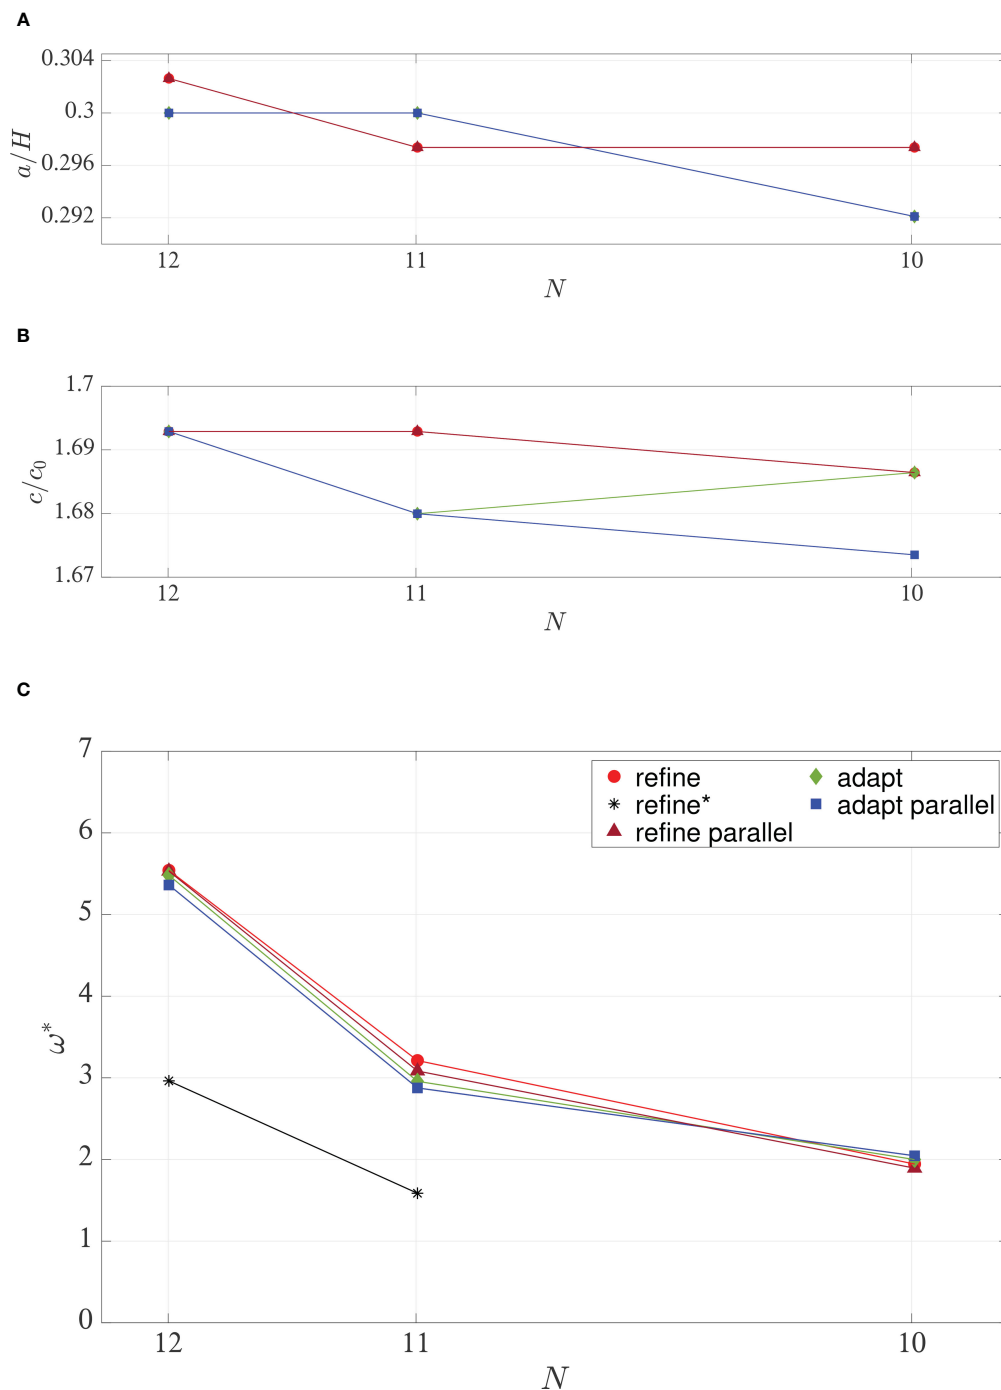 A
0.304
0.3
0.296
0.292
a/H
12 11 10
N
B
1.7
1.69
1.68
1.67
c/c₀
12 11 10
N
C
7
6
5
4
3
2
1
0
ω*
refine
refine*
refine parallel
adapt
adapt parallel
12 11 10
N